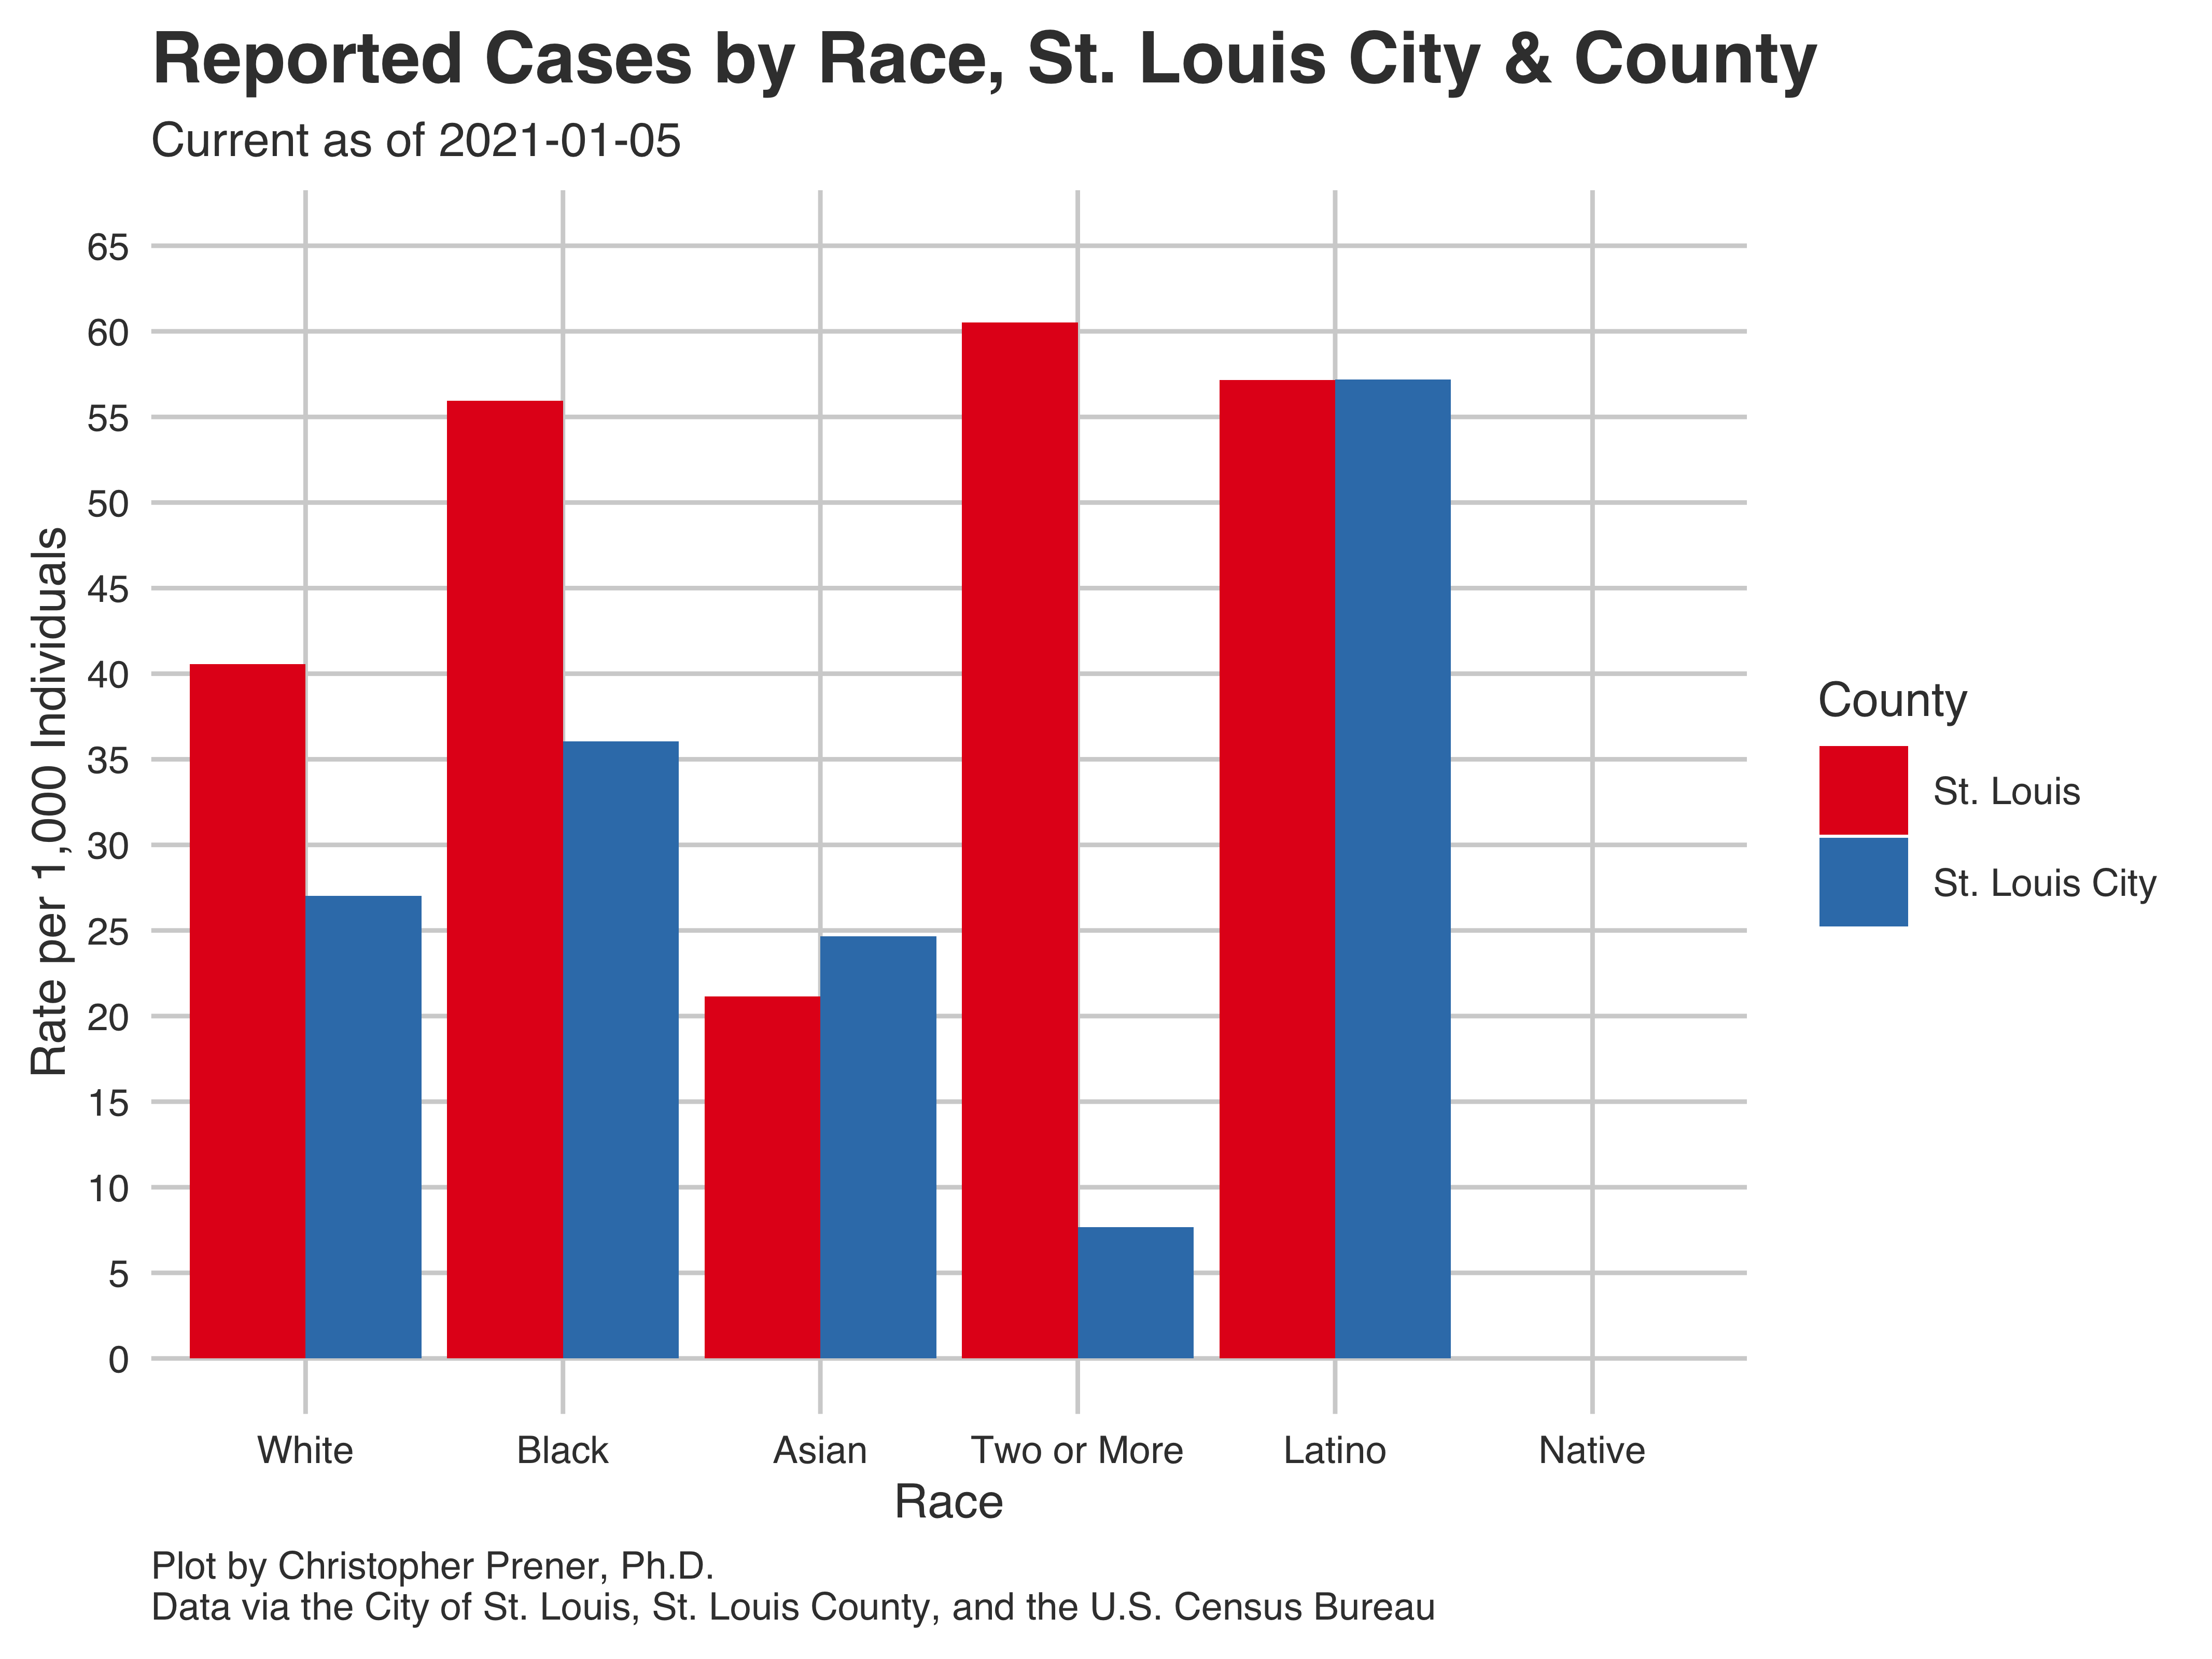 Reported Cases by Race, St. Louis City & County
Current as of 2021-01-05
65
60
55
50
45
40
35
30
25
20
15
10
5
0
Rate per 1,000 Individuals
White
Black
Asian
Two or More
Latino
Native
Race
County
St. Louis
St. Louis City
Plot by Christopher Prener, Ph.D.
Data via the City of St. Louis, St. Louis County, and the U.S. Census Bureau